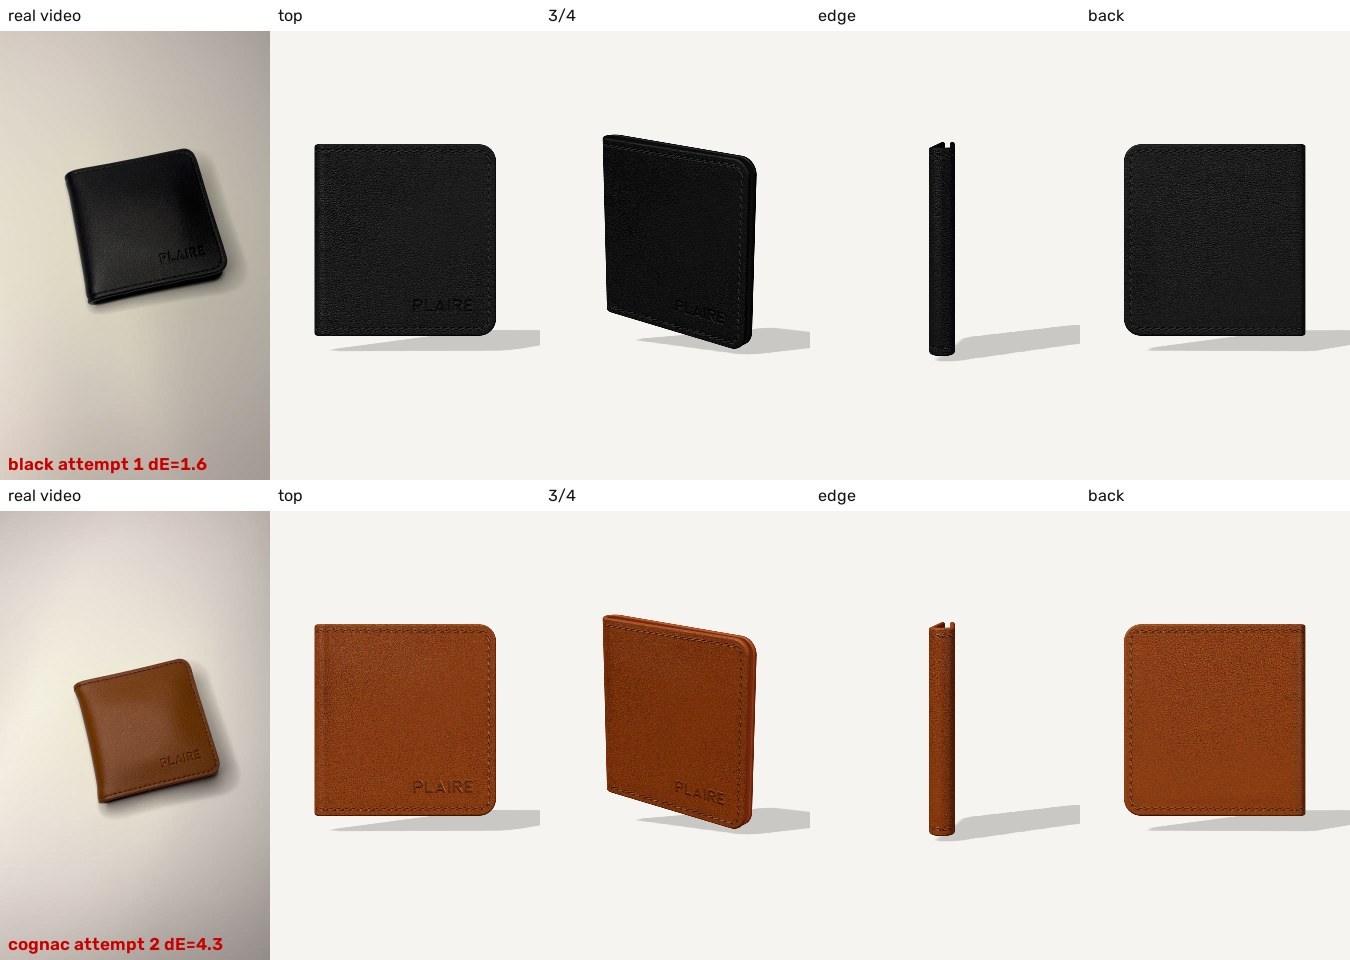 real video top 3/4 edge back
PLAIRE PLAIRE PLAIRE
black attempt 1 dE=1.6
real video top 3/4 edge back
PLAIRE PLAIRE PLAIRE
cognac attempt 2 dE=4.3